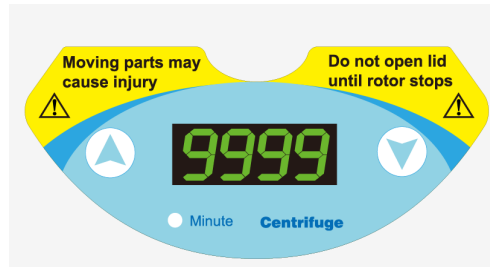 Moving parts may
cause injury
Do not open lid
until rotor stops
9999
Minute
Centrifuge